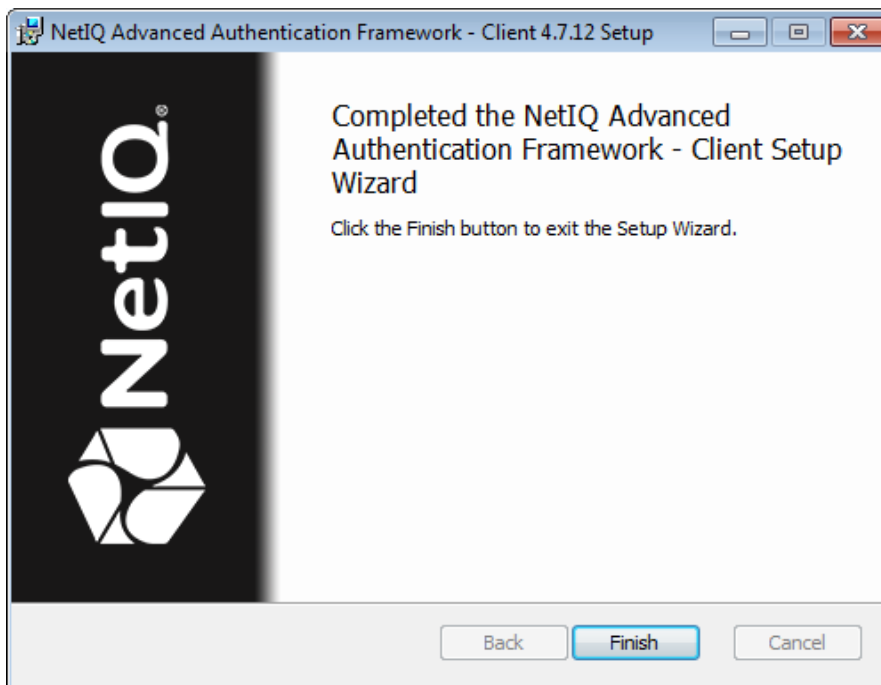 NetIQ Advanced Authentication Framework - Client 4.7.12 Setup
NetIQ®
Completed the NetIQ Advanced
Authentication Framework - Client Setup
Wizard
Click the Finish button to exit the Setup Wizard.
Back
Finish
Cancel